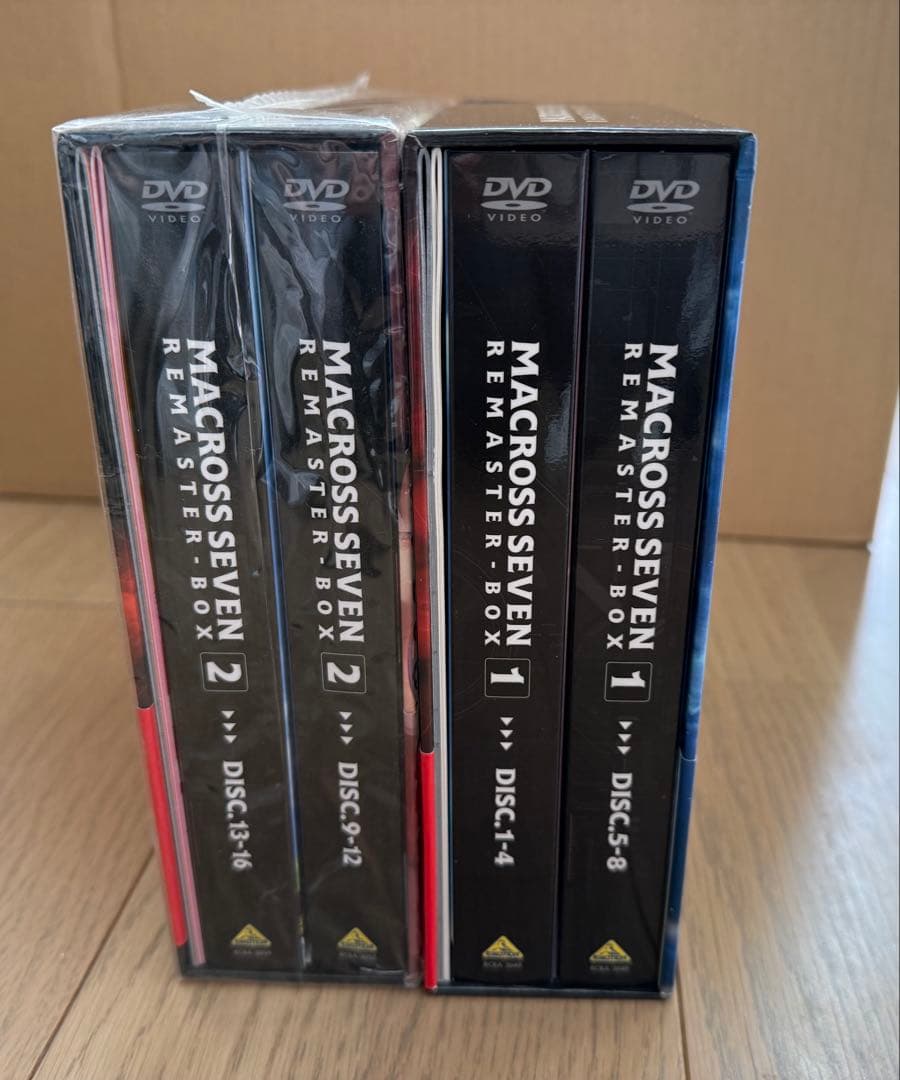 DVD
VIDEO
MACROSS SEVEN
REMASTER-BOX
2
DISC.13-16
DVD
VIDEO
MACROSS SEVEN
REMASTER-BOX
2
DISC.9-12
DVD
VIDEO
MACROSS SEVEN
REMASTER-BOX
1
DISC.1-4
DVD
VIDEO
MACROSS SEVEN
REMASTER-BOX
1
DISC.5-8